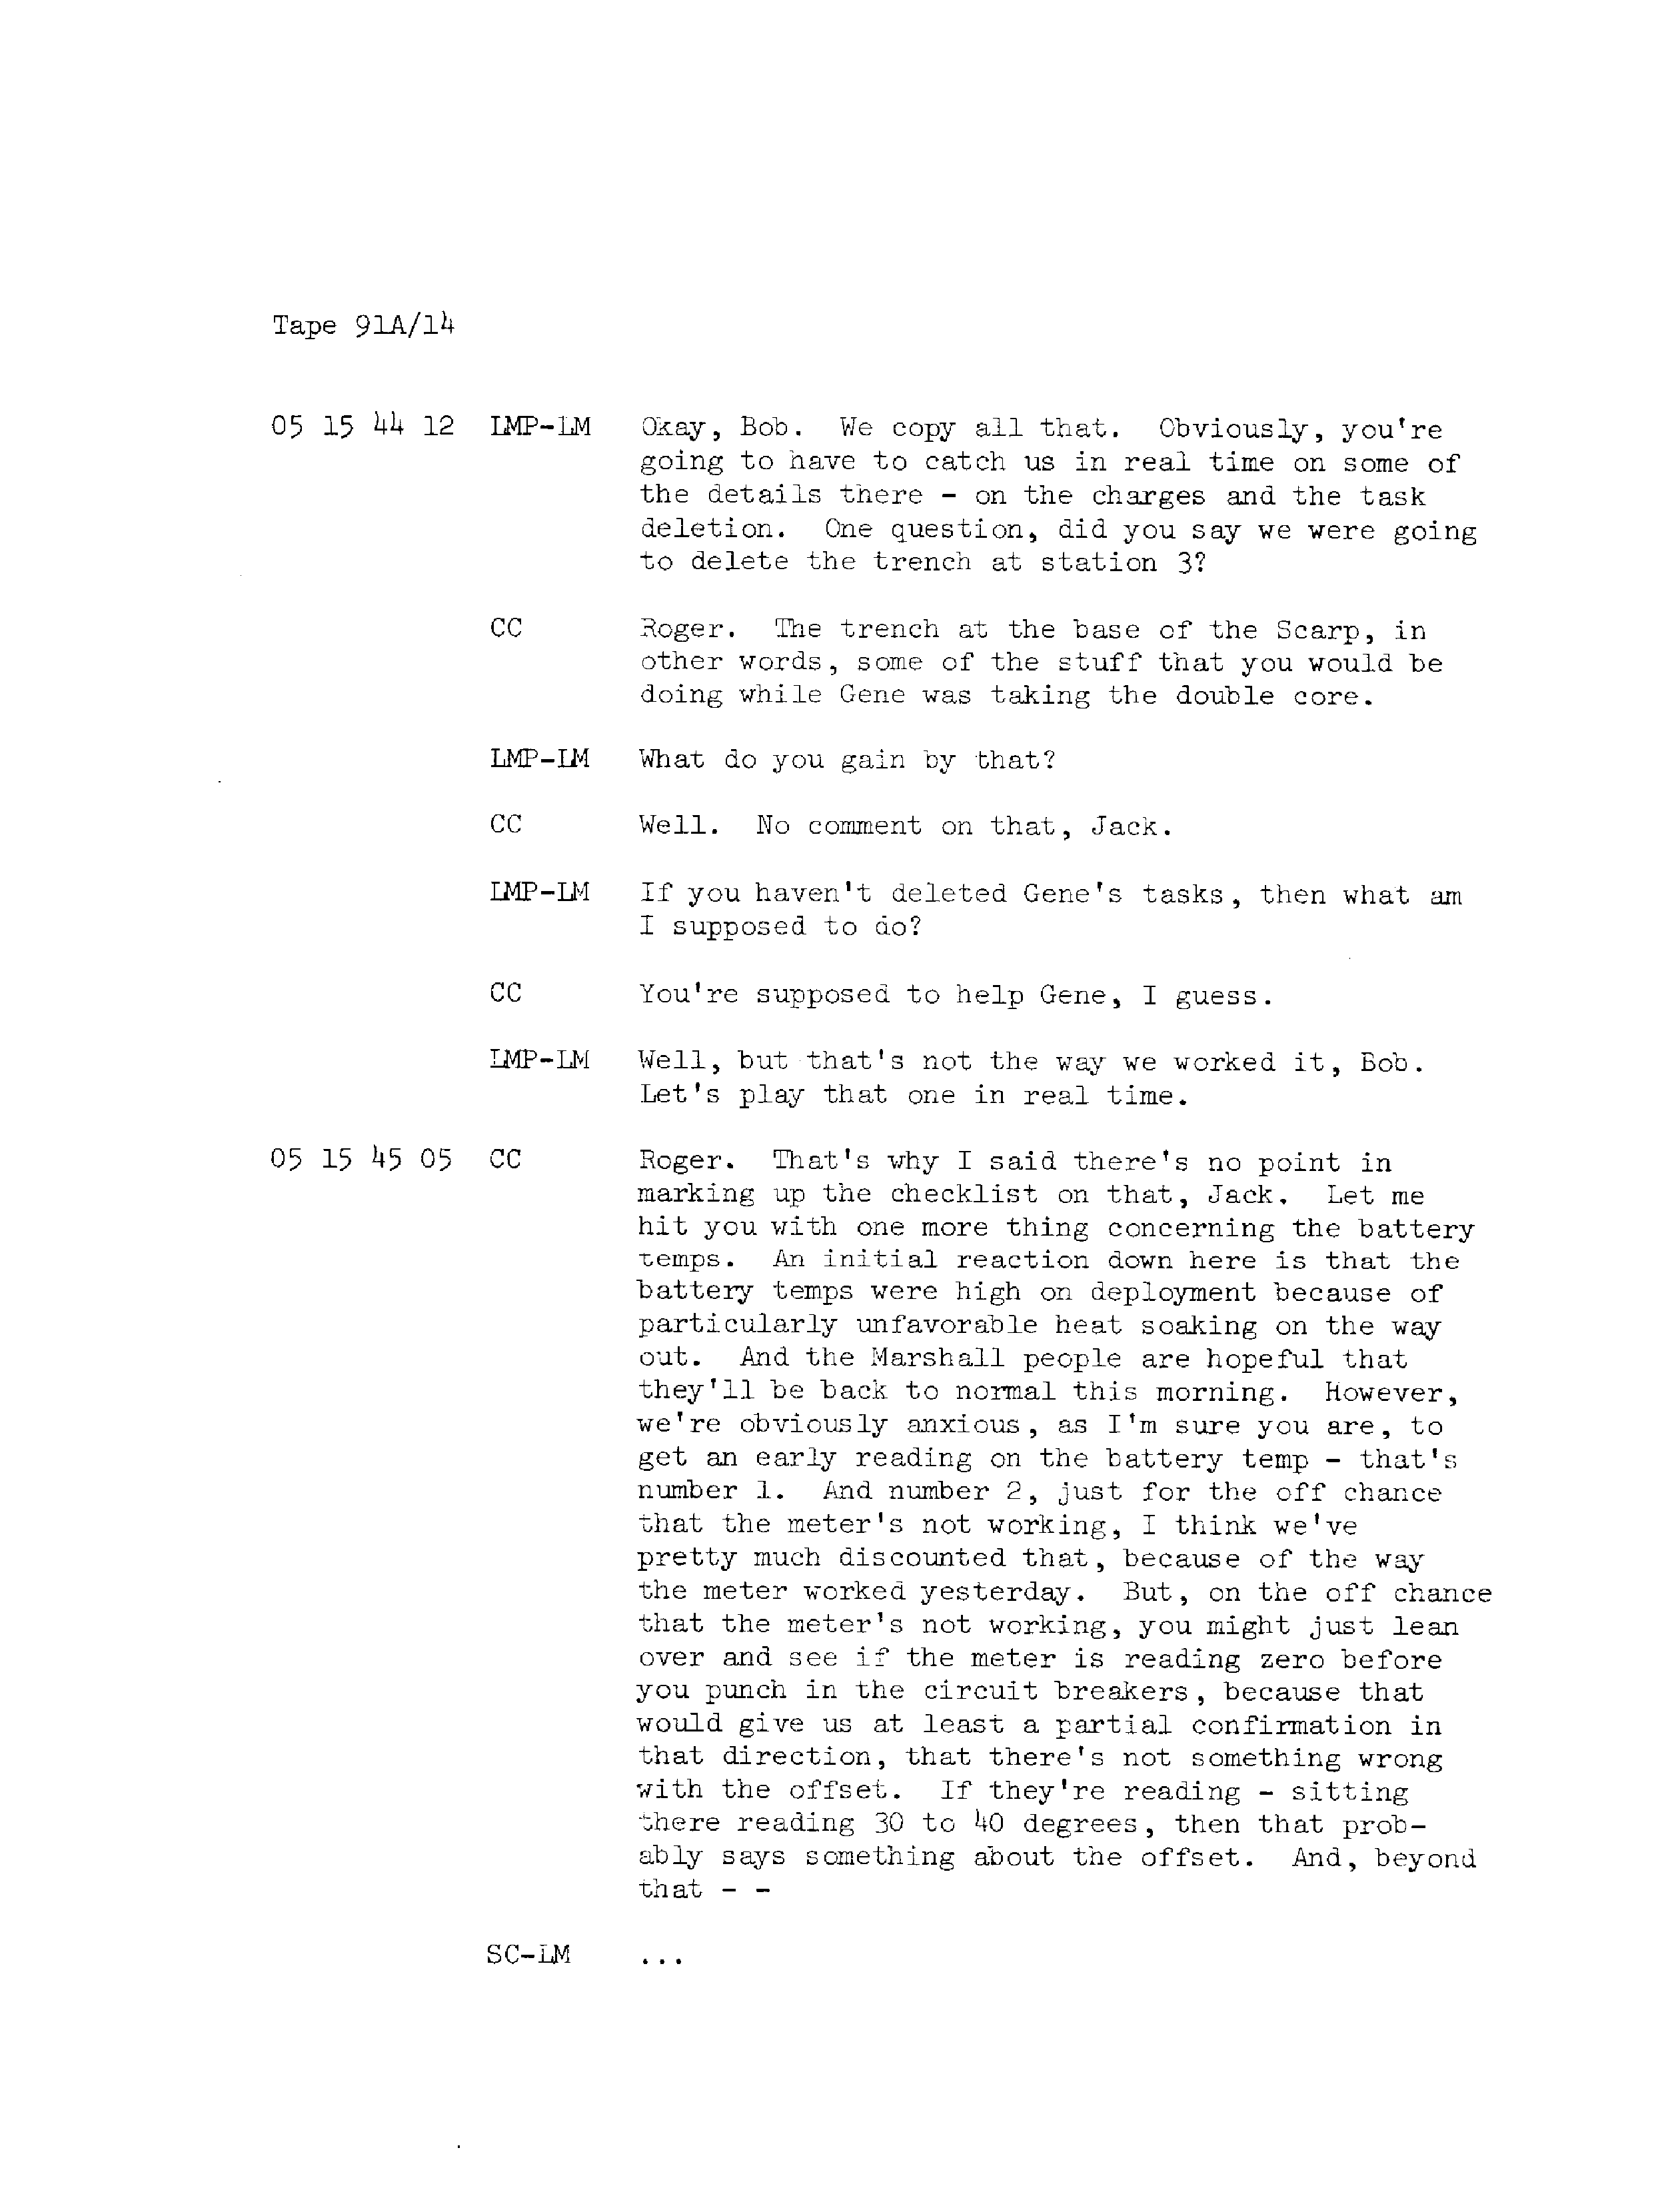 Tape 91A/14
05 15 44 12 LMP-LM Okay, Bob. We copy all that. Obviously, you're
going to have to catch us in real time on some of
the details there - on the charges and the task
deletion. One question, did you say we were going
to delete the trench at station 3?
CC Roger. The trench at the base of the Scarp, in
other words, some of the stuff that you would be
doing while Gene was taking the double core.
LMP-LM What do you gain by that?
CC Well. No comment on that, Jack.
LMP-LM If you haven't deleted Gene's tasks, then what am
I supposed to do?
CC You're supposed to help Gene, I guess.
LMP-LM Well, but that's not the way we worked it, Bob.
Let's play that one in real time.
05 15 45 05 CC Roger. That's why I said there's no point in
marking up the checklist on that, Jack. Let me
hit you with one more thing concerning the battery
temps. An initial reaction down here is that the
battery temps were high on deployment because of
particularly unfavorable heat soaking on the way
out. And the Marshall people are hopeful that
they'll be back to normal this morning. However,
we're obviously anxious, as I'm sure you are, to
get an early reading on the battery temp - that's
number 1. And number 2, just for the off chance
that the meter's not working, I think we've
pretty much discounted that, because of the way
the meter worked yesterday. But, on the off chance
that the meter's not working, you might just lean
over and see if the meter is reading zero before
you punch in the circuit breakers, because that
would give us at least a partial confirmation in
that direction, that there's not something wrong
with the offset. If they're reading - sitting
there reading 30 to 40 degrees, then that prob-
ably says something about the offset. And, beyond
that - -
SC-LM ...